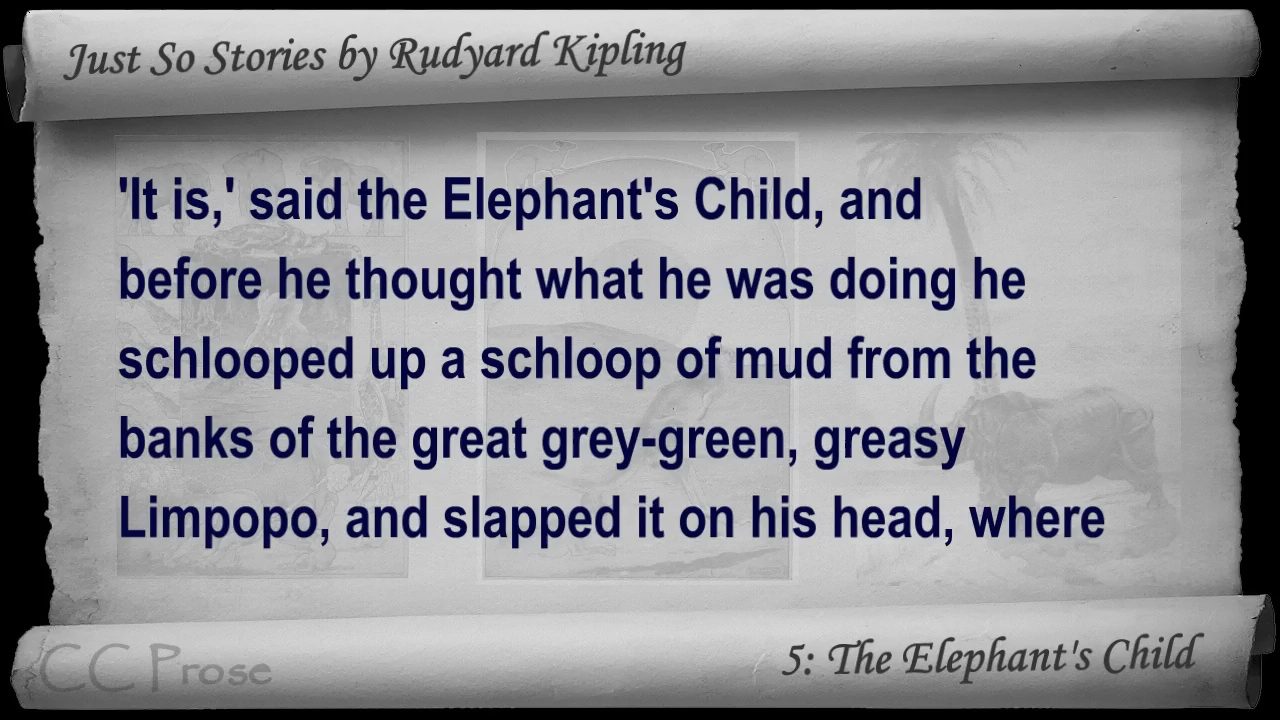 Just So Stories by Rudyard Kipling
'It is,' said the Elephant's Child, and
before he thought what he was doing he
schlooped up a schloop of mud from the
banks of the great grey-green, greasy
Limpopo, and slapped it on his head, where
CC Prose
5: The Elephant's Child